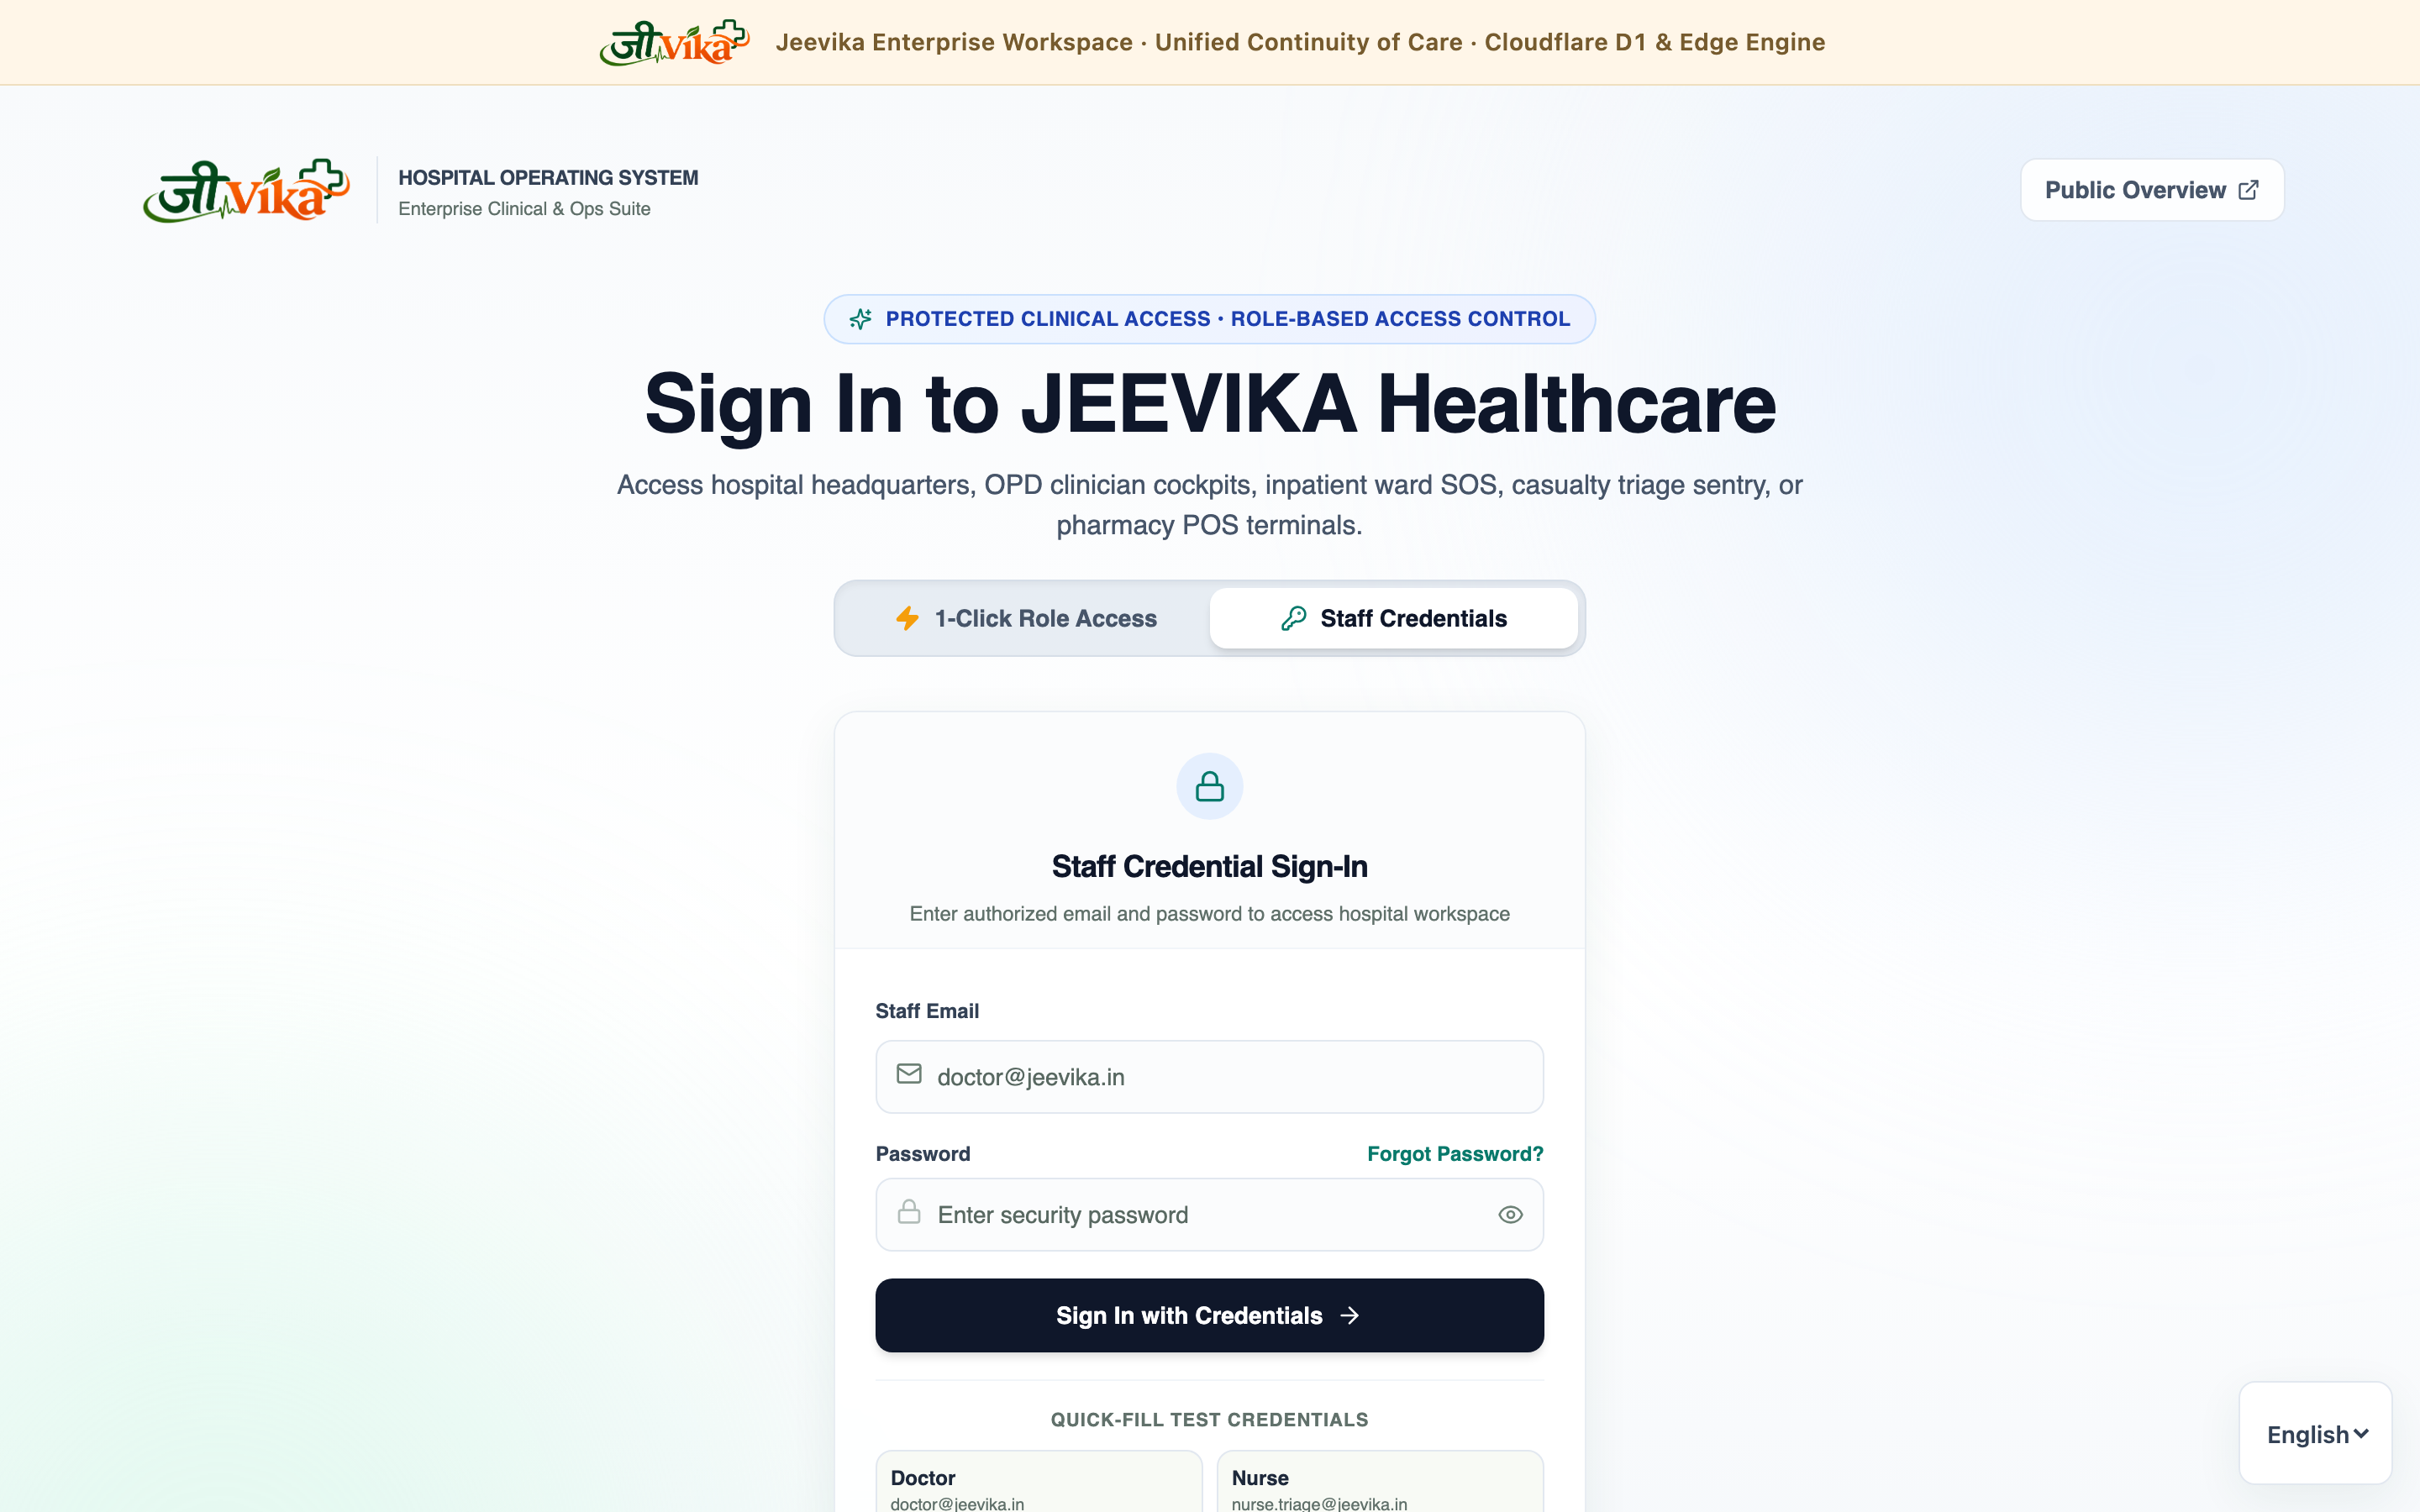 जीvika Jeevika Enterprise Workspace · Unified Continuity of Care · Cloudflare D1 & Edge Engine
जीvika
HOSPITAL OPERATING SYSTEM
Enterprise Clinical & Ops Suite
Public Overview
PROTECTED CLINICAL ACCESS • ROLE-BASED ACCESS CONTROL
Sign In to JEEVIKA Healthcare
Access hospital headquarters, OPD clinician cockpits, inpatient ward SOS, casualty triage sentry, or
pharmacy POS terminals.
1-Click Role Access
Staff Credentials
Staff Credential Sign-In
Enter authorized email and password to access hospital workspace
Staff Email
doctor@jeevika.in
Password
Forgot Password?
Enter security password
Sign In with Credentials →
QUICK-FILL TEST CREDENTIALS
Doctor
doctor@jeevika.in
Nurse
nurse.triage@jeevika.in
English